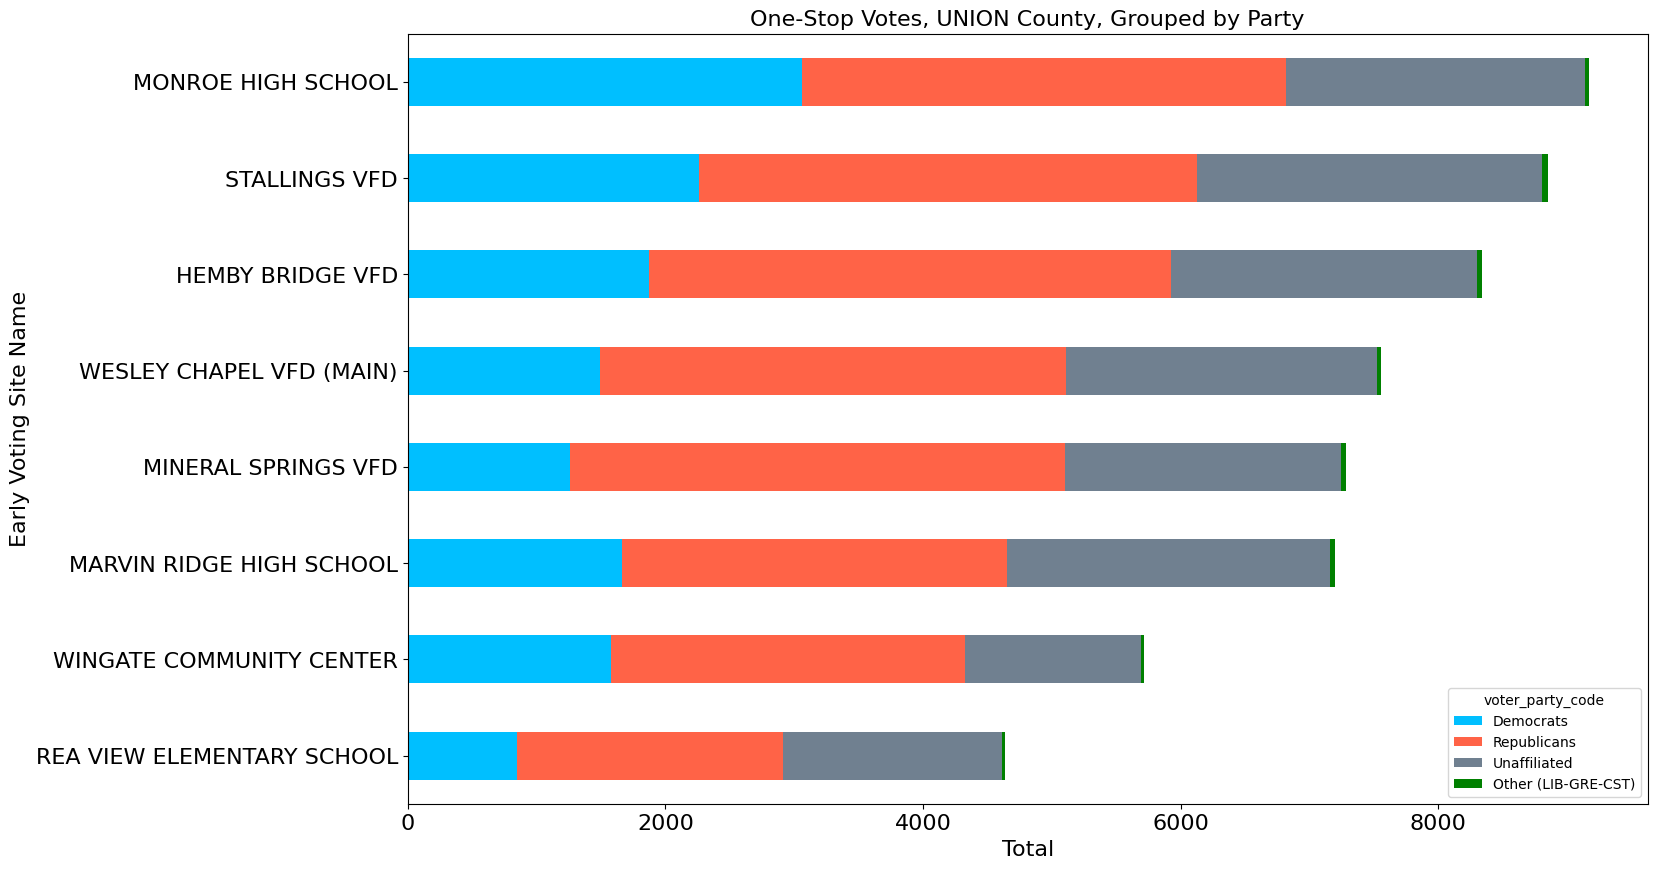 One-Stop Votes, UNION County, Grouped by Party
Early Voting Site Name
MONROE HIGH SCHOOL
STALLINGS VFD
HEMBY BRIDGE VFD
WESLEY CHAPEL VFD (MAIN)
MINERAL SPRINGS VFD
MARVIN RIDGE HIGH SCHOOL
WINGATE COMMUNITY CENTER
REA VIEW ELEMENTARY SCHOOL
voter_party_code
Democrats
Republicans
Unaffiliated
Other (LIB-GRE-CST)
0 2000 4000 6000 8000
Total